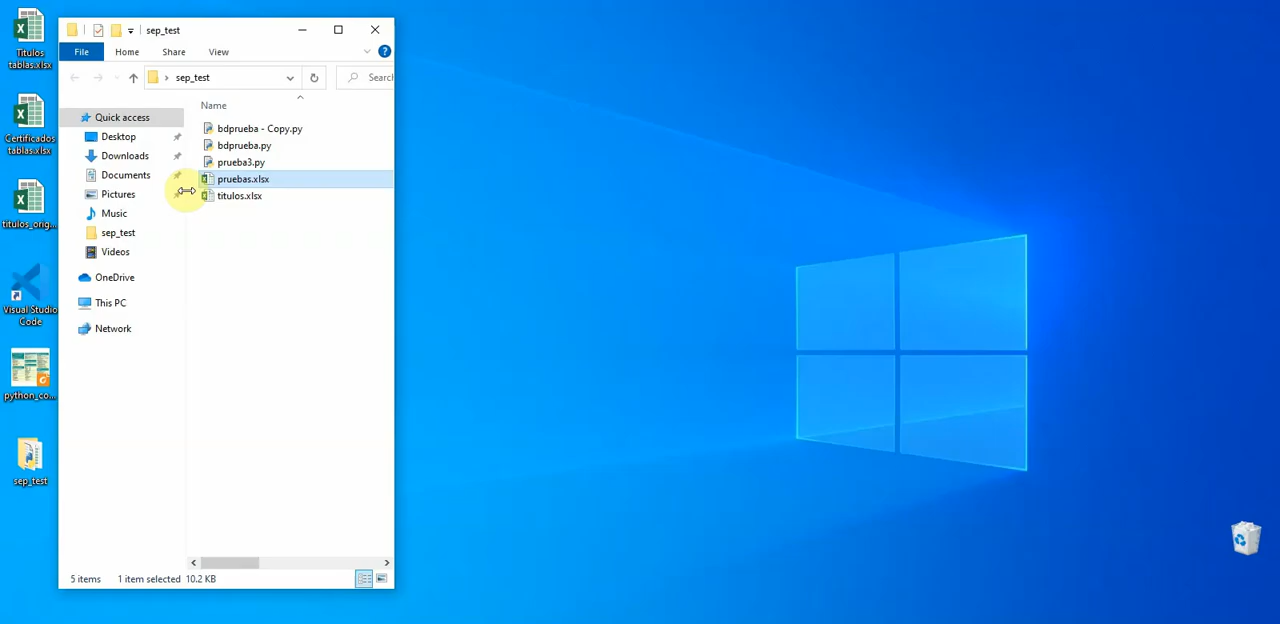 Titulos
tablas.xlsx
Certificados
tablas.xlsx
titulos_orig...
Visual Studio
Code
python_co...
sep_test
sep_test
File
Home
Share
View
sep_test
Searc
Name
Quick access
Desktop
Downloads
Documents
Pictures
Music
sep_test
Videos
OneDrive
This PC
Network
bdprueba - Copy.py
bdprueba.py
prueba3.py
pruebas.xlsx
titulos.xlsx
5 items
1 item selected 10.2 KB